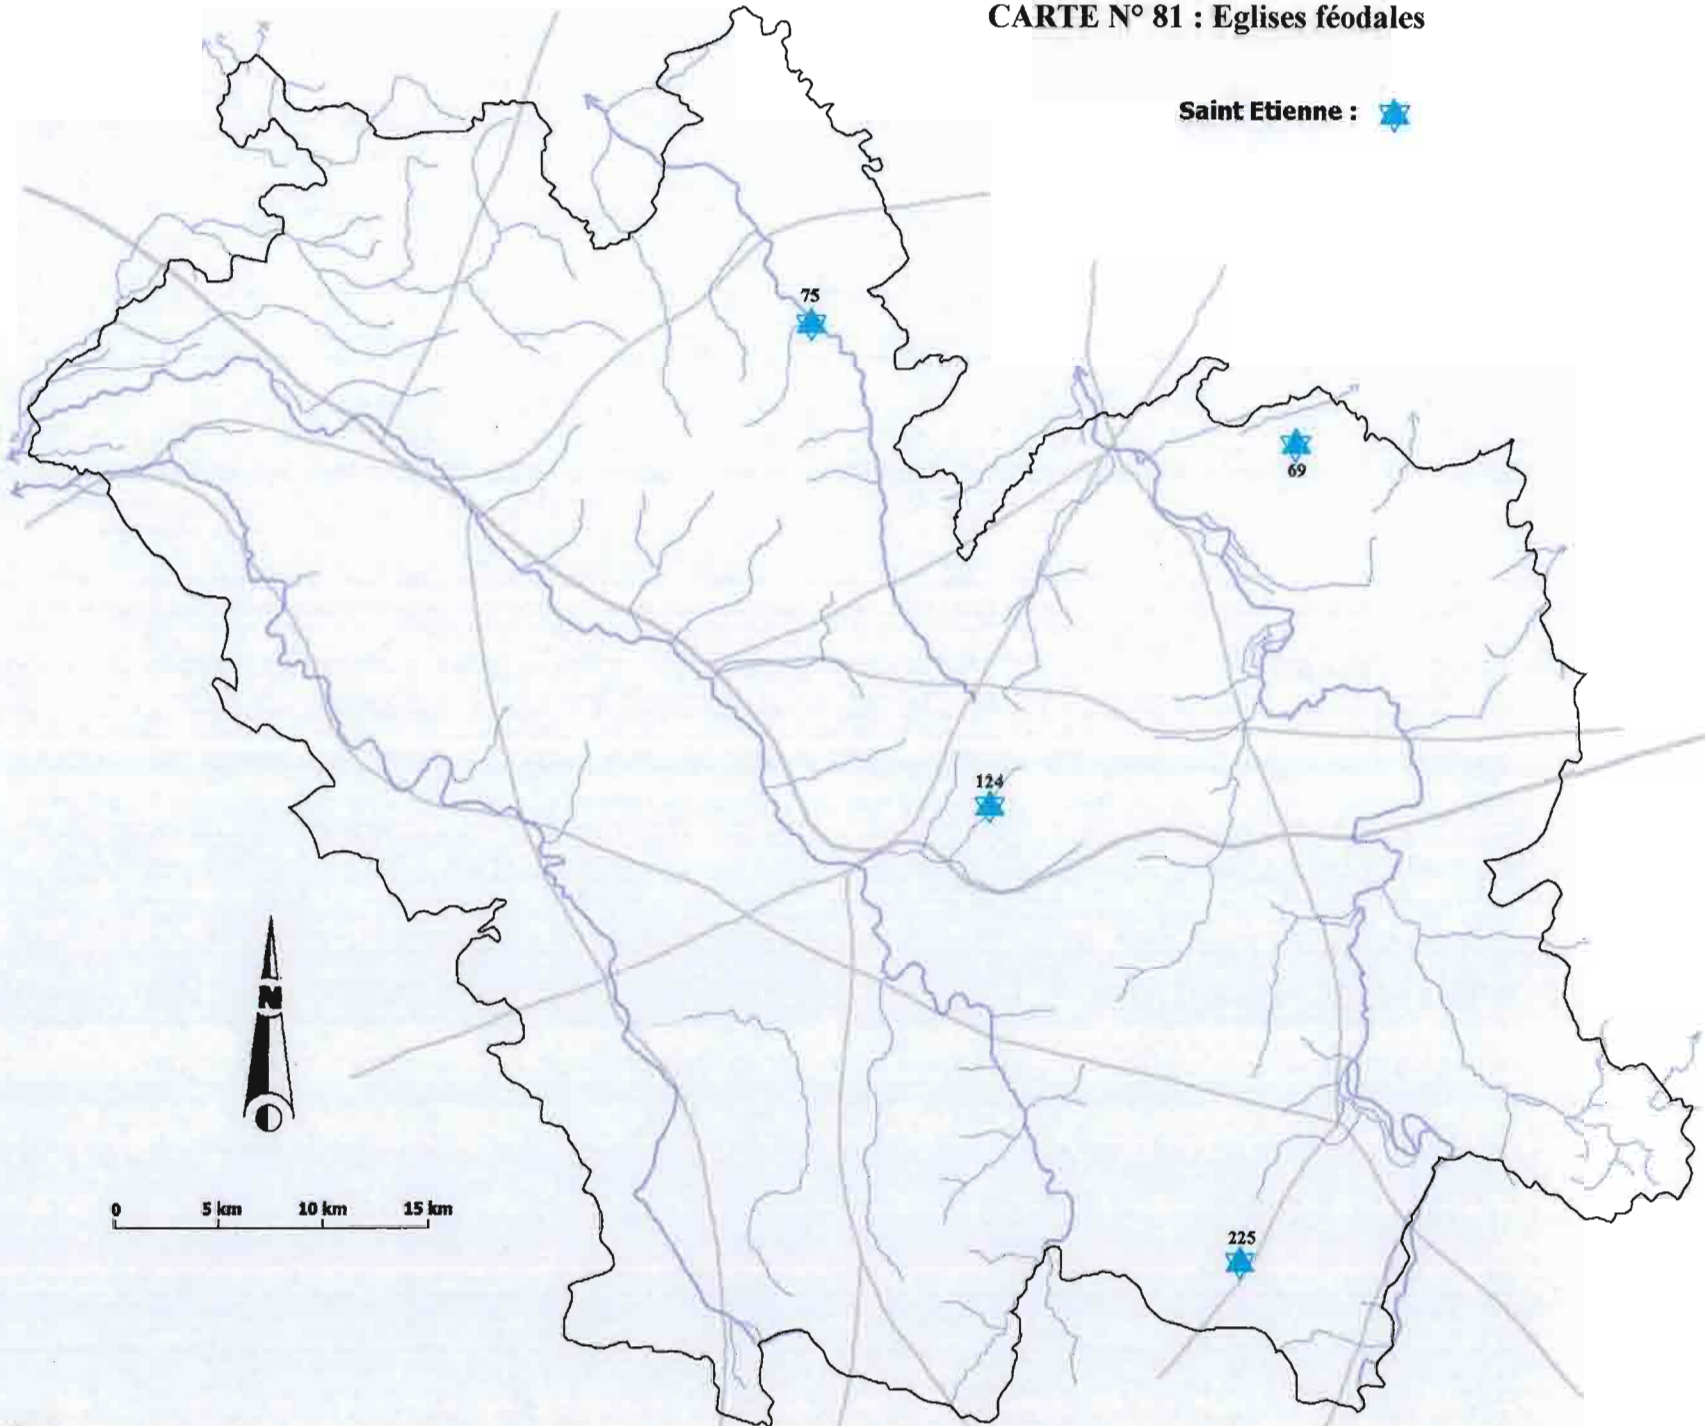 CARTE N° 81 : Eglises féodales
Saint Etienne :
75
69
124
N
0 5 km 10 km 15 km
225